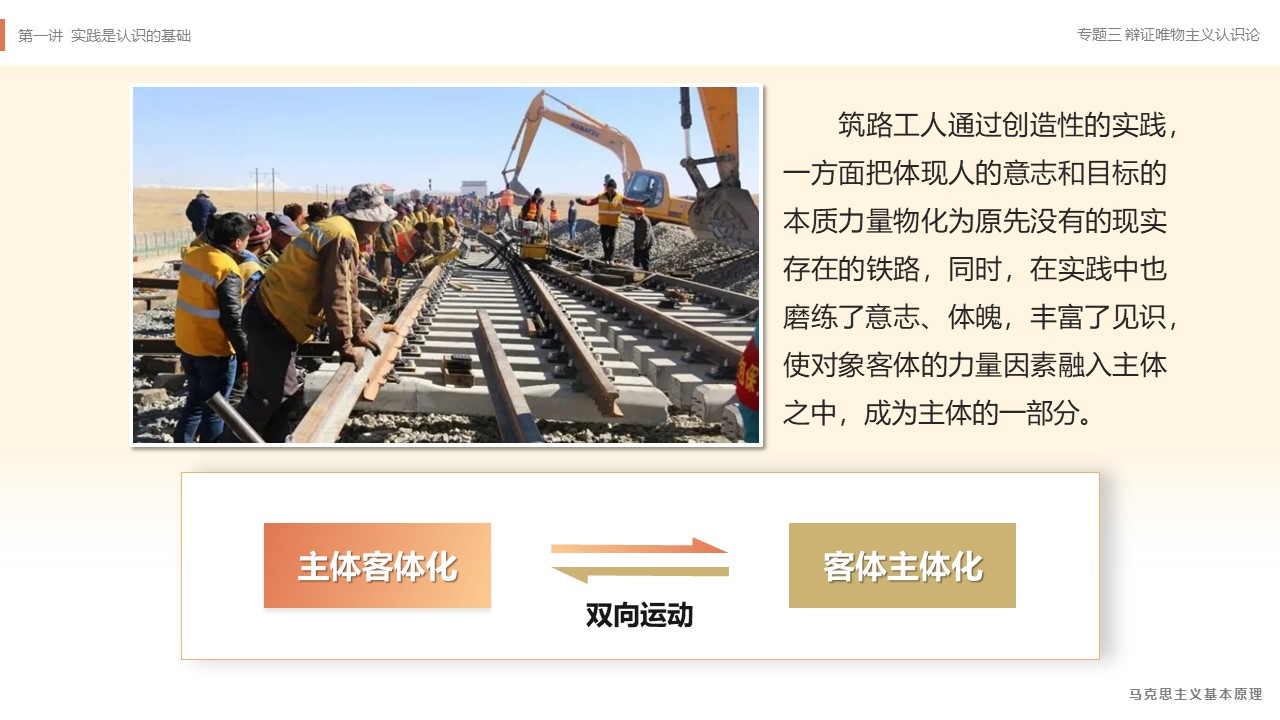 第一讲 实践是认识的基础
专题三 辩证唯物主义认识论
KOMATSU
筑路工人通过创造性的实践，
一方面把体现人的意志和目标的
本质力量物化为原先没有的现实
存在的铁路，同时，在实践中也
磨练了意志、体魄，丰富了见识，
使对象客体的力量因素融入主体
之中，成为主体的一部分。
主体客体化
客体主体化
双向运动
马克思主义基本原理